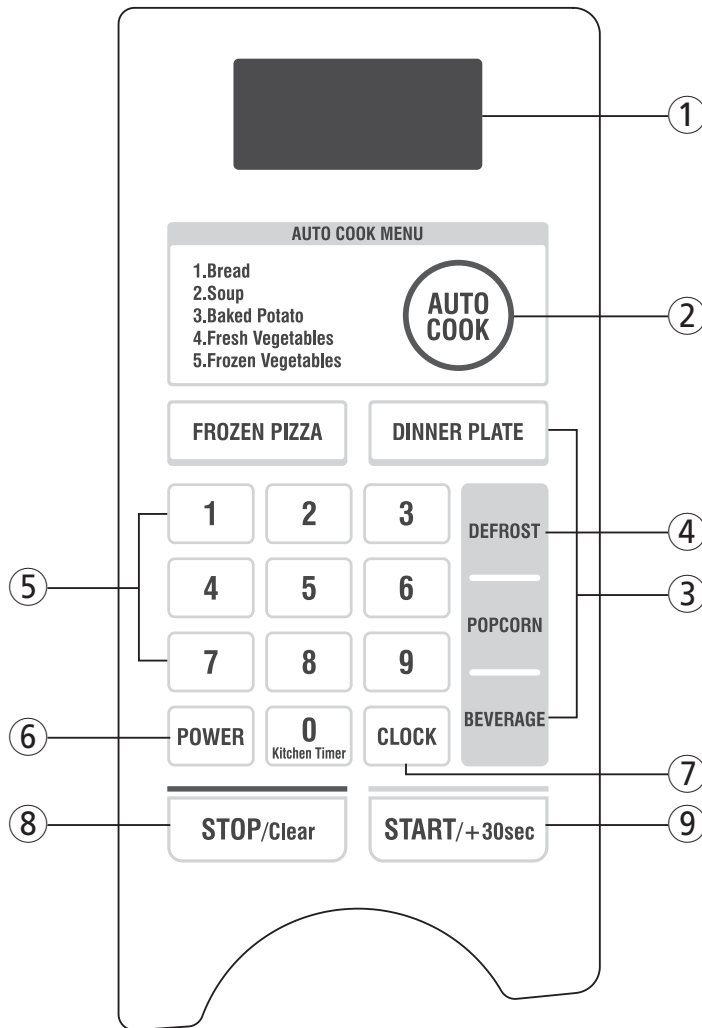 ①
AUTO COOK MENU
1.Bread
2.Soup
3.Baked Potato
4.Fresh Vegetables
5.Frozen Vegetables
AUTO
COOK
②
FROZEN PIZZA
DINNER PLATE
1
2
3
DEFROST
④
⑤
4
5
6
③
POPCORN
7
8
9
⑥
POWER
0
Kitchen Timer
CLOCK
BEVERAGE
⑦
⑧
STOP/Clear
START/+30sec
⑨